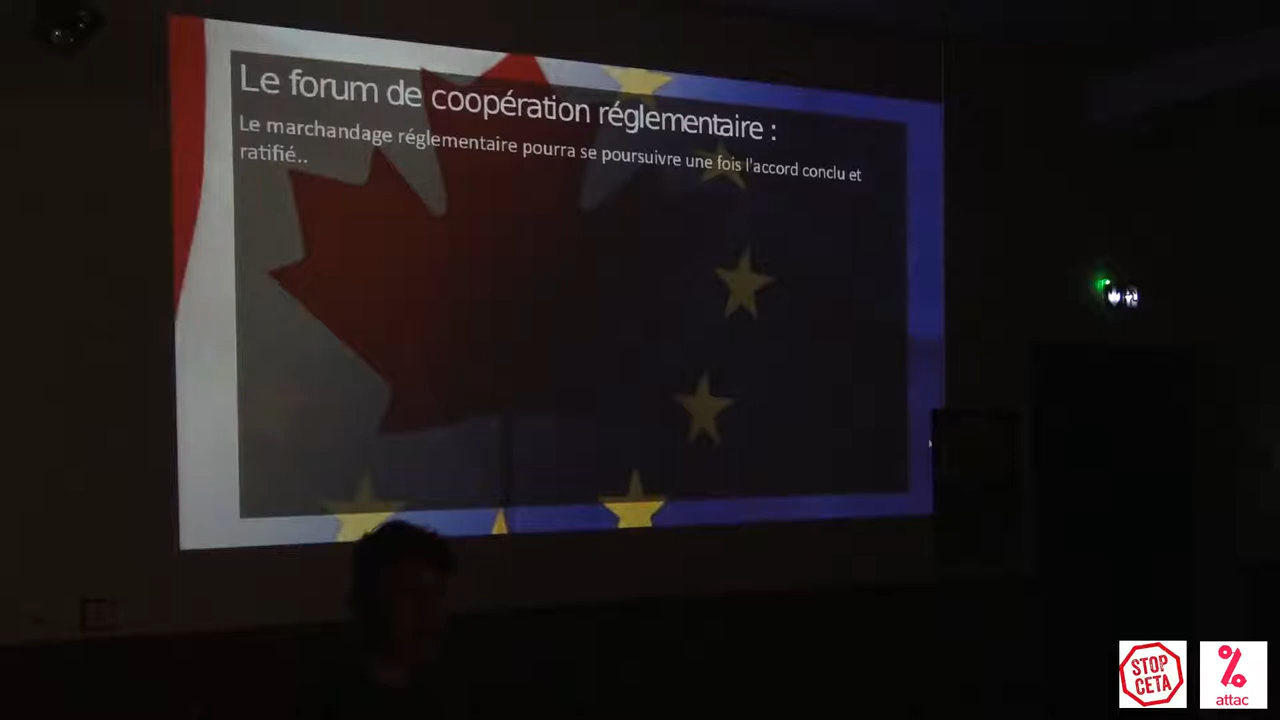 Le forum de coopération réglementaire :
Le marchandage réglementaire pourra se poursuivre une fois l'accord conclu et
ratifié..
STOP
CETA
%
attac